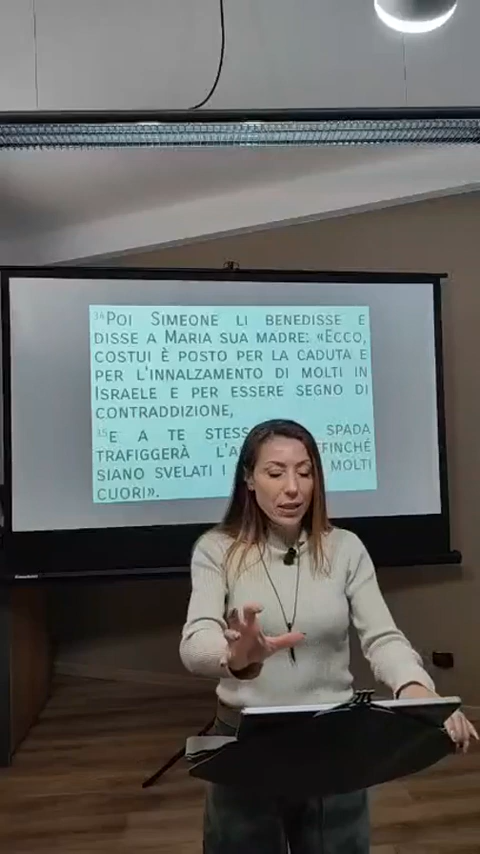 34Poi Simeone li benedisse e
disse a Maria sua madre: «Ecco,
costui è posto per la caduta e
per l'innalzamento di molti in
Israele e per essere segno di
contraddizione,
35e a te stess spada
trafiggerà l'a ffinché
siano svelati i molti
cuori».